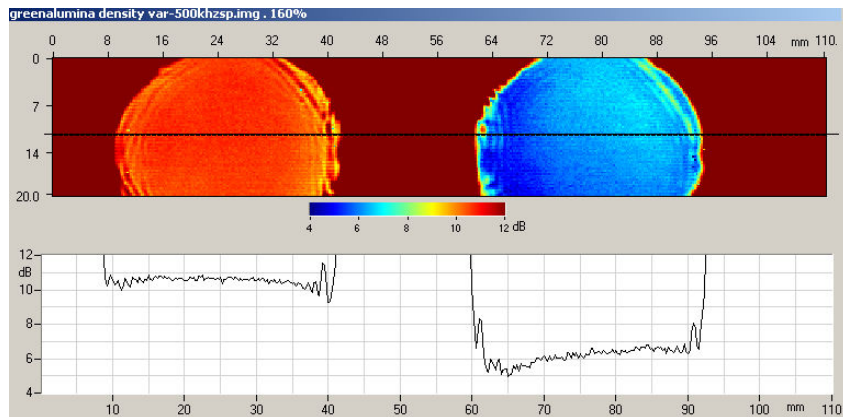 greenalumina density var-500khzsp.img . 160%
0 8 16 24 32 40 48 56 63 72 80 88 96 104 mm 110.
0
7
14
20.0
4 6 8 10 12 dB
12
dB
10
8
6
4
10 20 30 40 50 60 70 80 90 100 mm 110